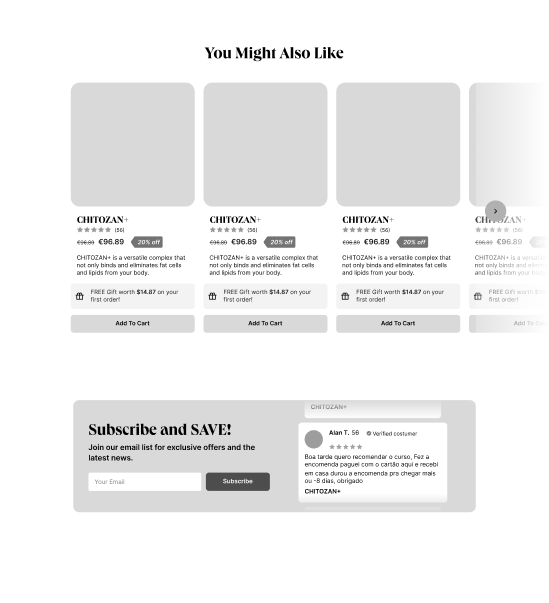 You Might Also Like
CHITOZAN+
(56)
€96.89 €96.89 20% off
CHITOZAN+ is a versatile complex that
not only binds and eliminates fat cells
and lipids from your body.
FREE Gift worth $14.87 on your
first order!
Add To Cart
CHITOZAN+
(56)
€96.89 €96.89 20% off
CHITOZAN+ is a versatile complex that
not only binds and eliminates fat cells
and lipids from your body.
FREE Gift worth $14.87 on your
first order!
Add To Cart
CHITOZAN+
(56)
€96.89 €96.89 20% off
CHITOZAN+ is a versatile complex that
not only binds and eliminates fat cells
and lipids from your body.
FREE Gift worth $14.87 on your
first order!
Add To Cart
CHITOZAN+
(56)
€96.89 €96.89
CHITOZAN+ is a versatile
not only binds and
and lipids from your
FREE Gift worth
first order!
Add To
Subscribe and SAVE!
Join our email list for exclusive offers and the
latest news.
Your Email
Subscribe
CHITOZAN+
Alan T. 56 Verified costumer
Boa tarde quero recomendar o curso, Fez a
encomenda paguei com o cartão aqui e recebi
em casa durou a encomenda pra chegar mais
ou -8 dias, obrigado
CHITOZAN+